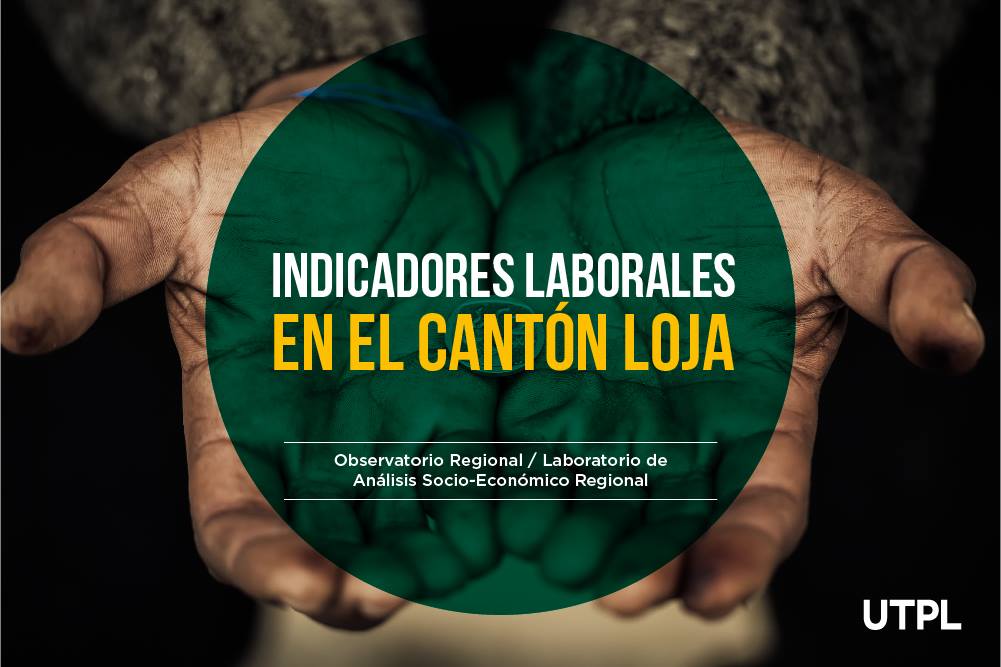 INDICADORES LABORALES
EN EL CANTÓN LOJA
Observatorio Regional / Laboratorio de
Análisis Socio-Económico Regional
UTPL